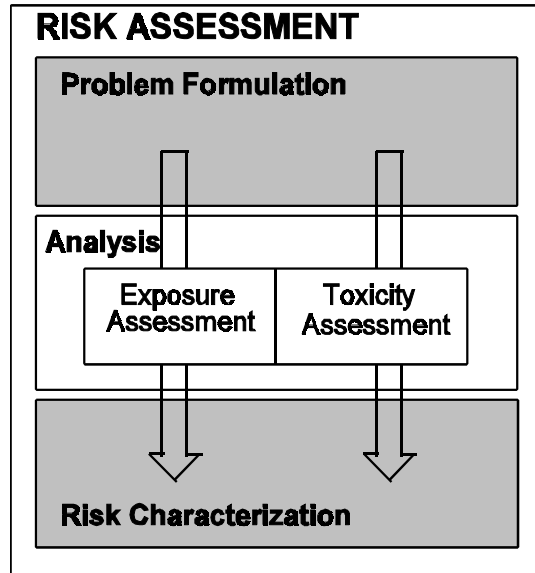 RISK ASSESSMENT
Problem Formulation
Analysis
Exposure
Assessment
Toxicity
Assessment
Risk Characterization